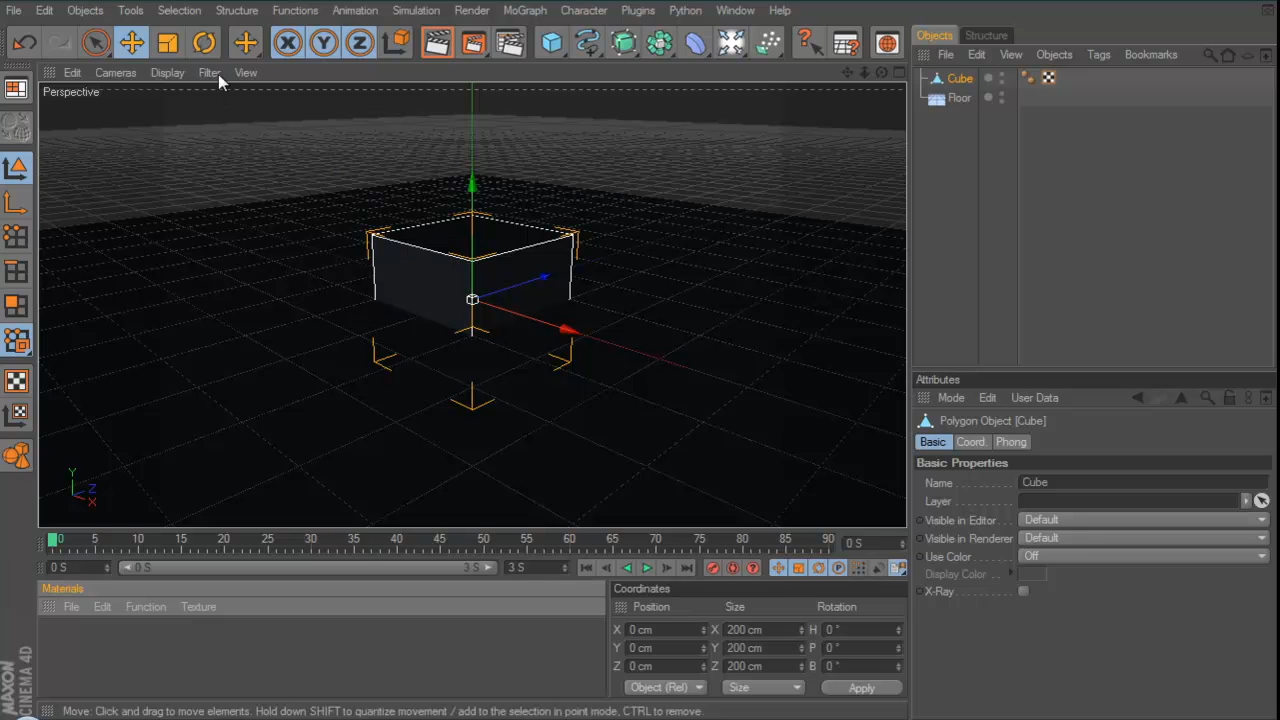 File Edit Objects Tools Selection Structure Functions Animation Simulation Render MoGraph Character Plugins Python Window Help
Objects Structure
File Edit View Objects Tags Bookmarks
Edit Cameras Display Filter View
Perspective
Cube
Floor
Y
Z
X
Attributes
Mode Edit User Data
Polygon Object [Cube]
Basic Coord. Phong
Basic Properties
Name Cube
Layer
Visible in Editor Default
Visible in Renderer Default
Use Color Off
Display Color
X-Ray
0 5 10 15 20 25 30 35 40 45 50 55 60 65 70 75 80 85 90 0 S
0 S 0 S 3 S 3 S
Materials
File Edit Function Texture
Coordinates
Position Size Rotation
X 0 cm X 200 cm H 0 °
Y 0 cm Y 200 cm P 0 °
Z 0 cm Z 200 cm B 0 °
Object (Rel) Size Apply
MAXON
CINEMA 4D
Move: Click and drag to move elements. Hold down SHIFT to quantize movement / add to the selection in point mode, CTRL to remove.